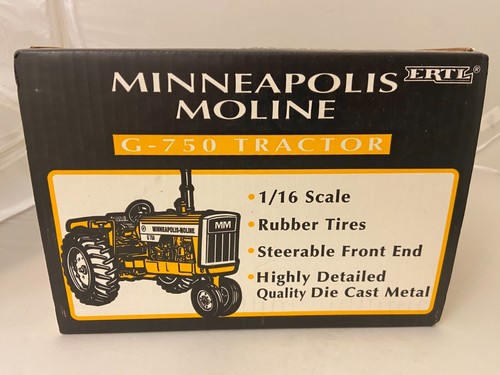 MINNEAPOLIS
MOLINE
ERTL®
G-750 TRACTOR
• 1/16 Scale
• Rubber Tires
• Steerable Front End
• Highly Detailed
Quality Die Cast Metal
MINNEAPOLIS-MOLINE
G 750
MM